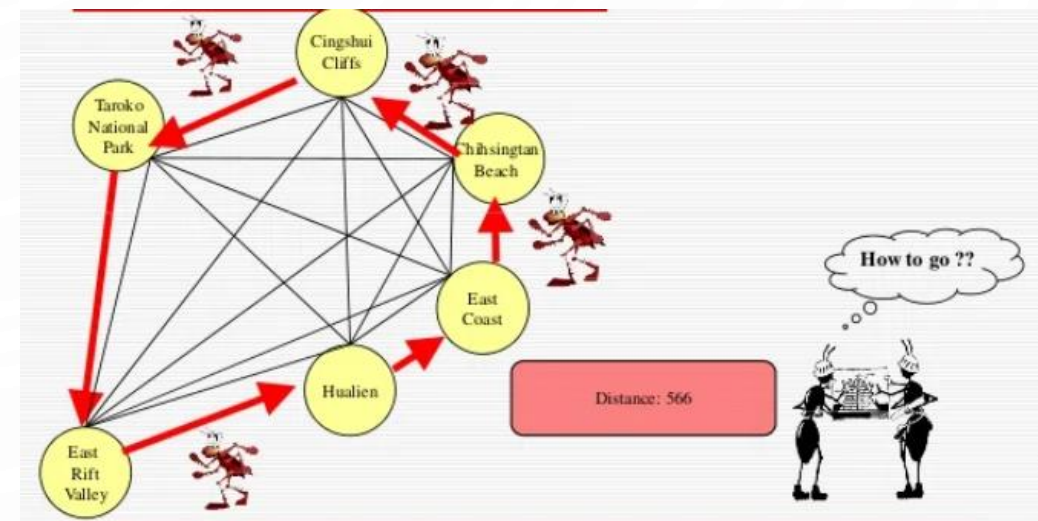 Cingshui
Cliffs
Taroko
National
Park
Chihsingtan
Beach
How to go ??
East
Coast
Hualien
Distance: 566
East
Rift
Valley